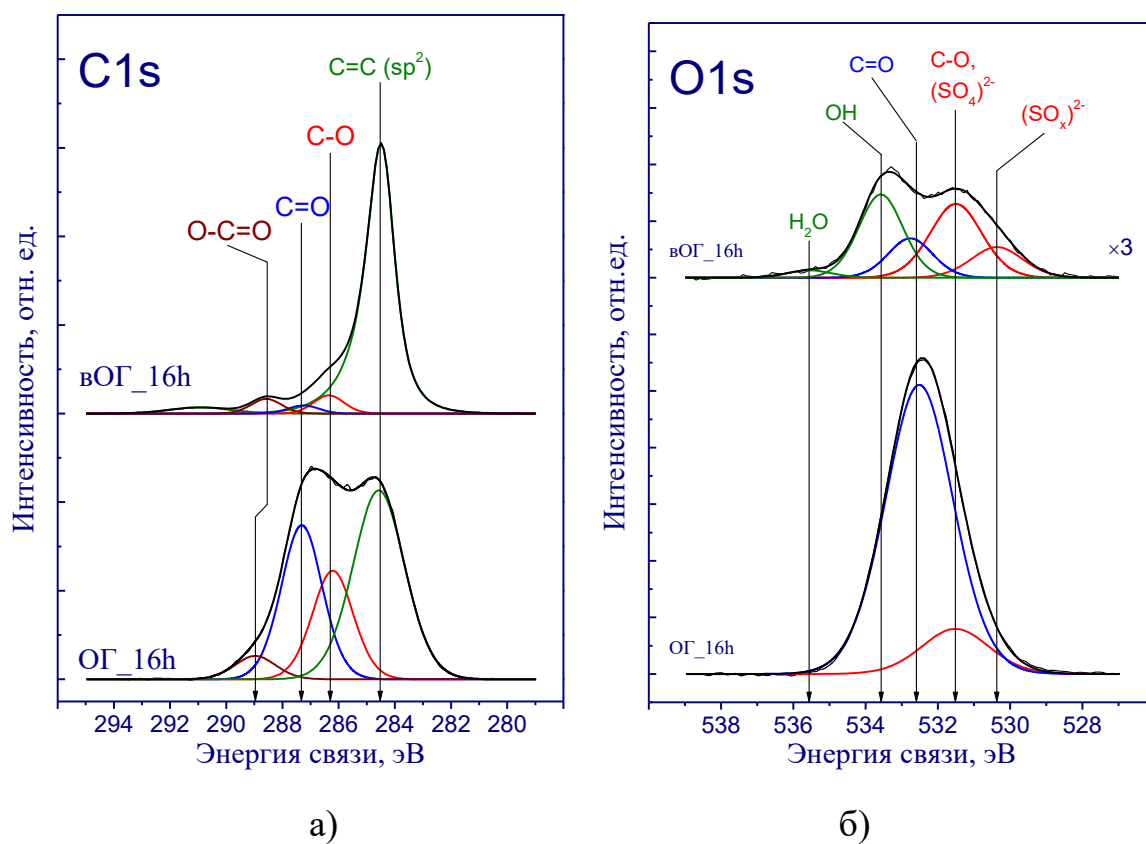 C1s
C=C (sp²)
C-O
C=O
O-C=O
вОГ_16h
ОГ_16h
Интенсивность, отн. ед.
294 292 290 288 286 284 282 280
Энергия связи, эВ
а)
O1s
C=O
C-O,
(SO₄)²⁻
(SOₓ)²⁻
OH
H₂O
вОГ_16h
×3
ОГ_16h
Интенсивность, отн.ед.
538 536 534 532 530 528
Энергия связи, эВ
б)